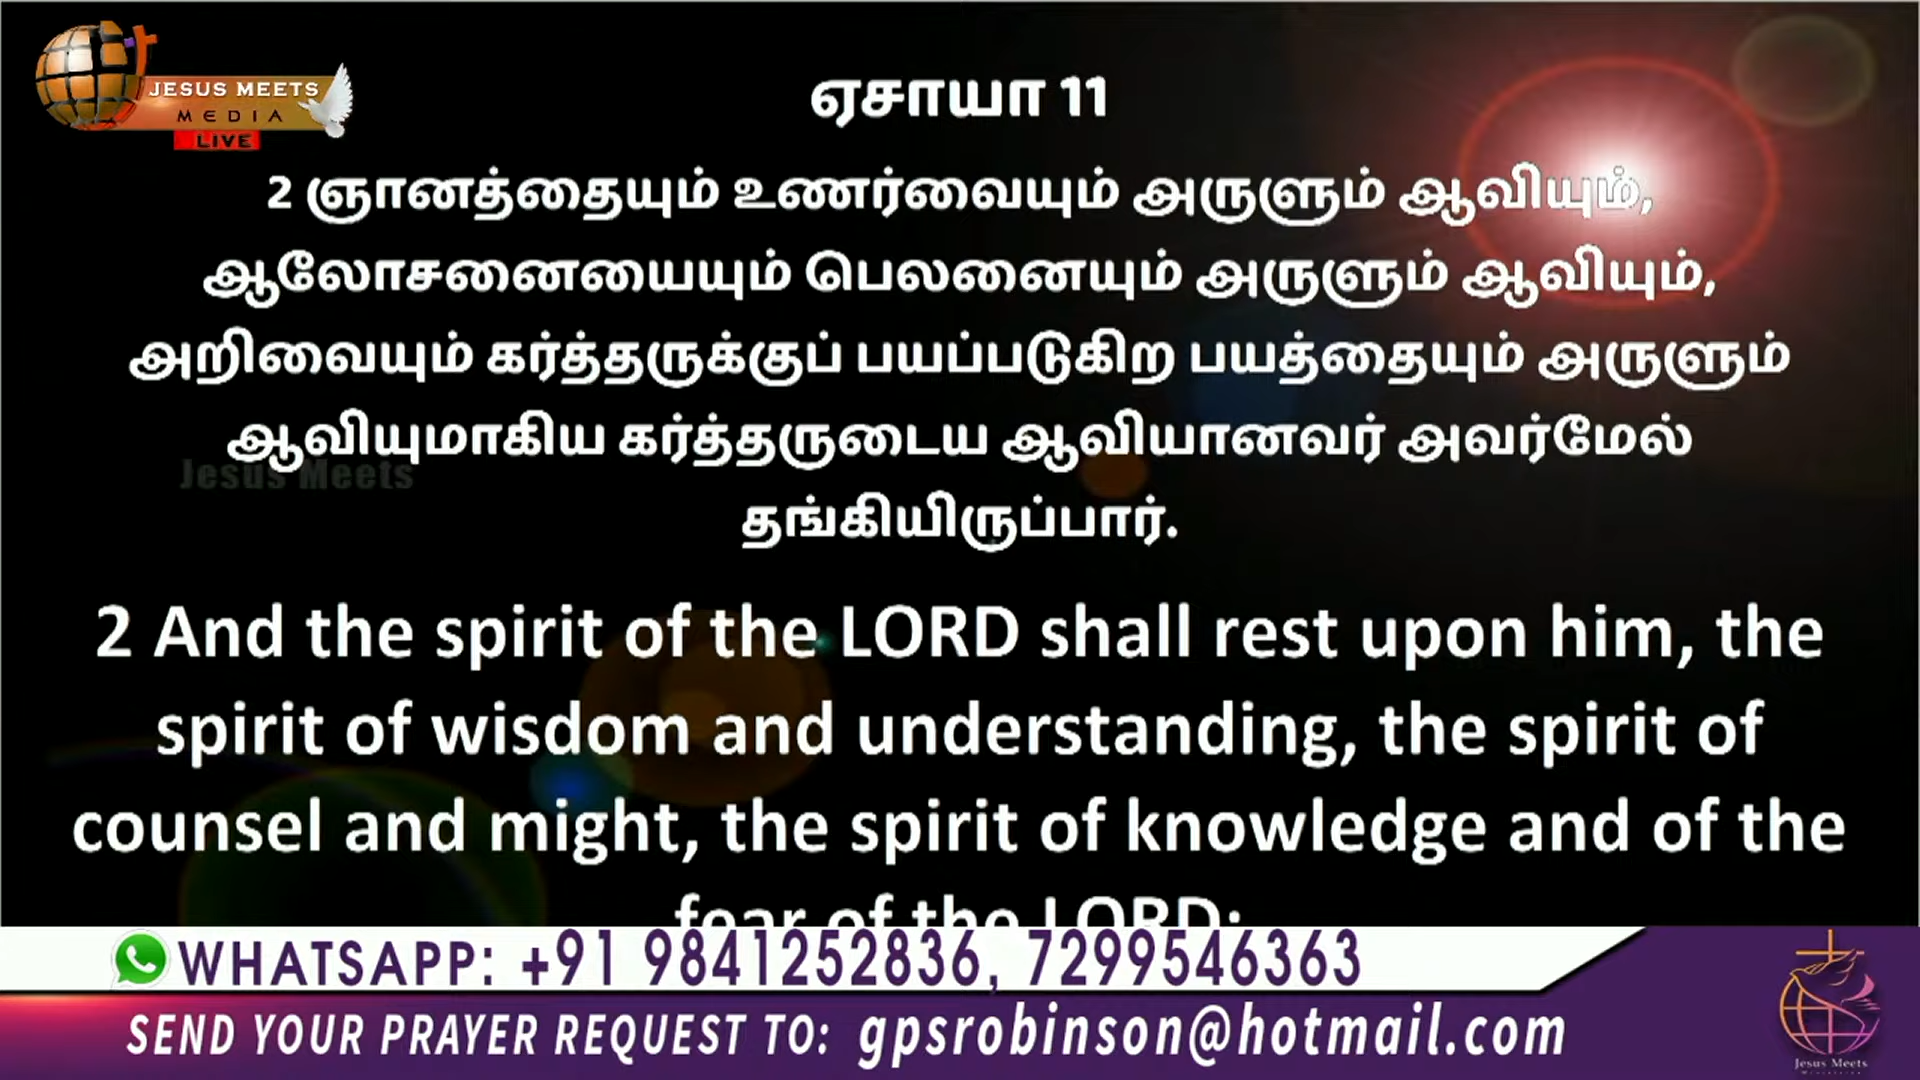 JESUS MEETS
MEDIA
LIVE
ஏசாயா 11
2 ஞானத்தையும் உணர்வையும் அருளும் ஆவியும்,
ஆலோசனையையும் பெலனையும் அருளும் ஆவியும்,
அறிவையும் கர்த்தருக்குப் பயப்படுகிற பயத்தையும் அருளும்
ஆவியுமாகிய கர்த்தருடைய ஆவியானவர் அவர்மேல்
Jesus Meets
தங்கியிருப்பார்.
2 And the spirit of the LORD shall rest upon him, the
spirit of wisdom and understanding, the spirit of
counsel and might, the spirit of knowledge and of the
fear of the LORD;
WHATSAPP: +91 9841252836, 7299546363
SEND YOUR PRAYER REQUEST TO: gpsrobinson@hotmail.com
Jesus Meets